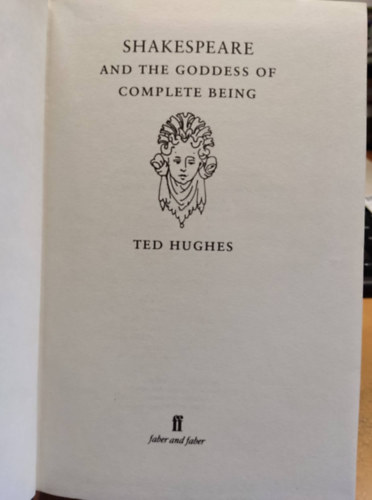 SHAKESPEARE
AND THE GODDESS OF
COMPLETE BEING
TED HUGHES
ff
faber and faber